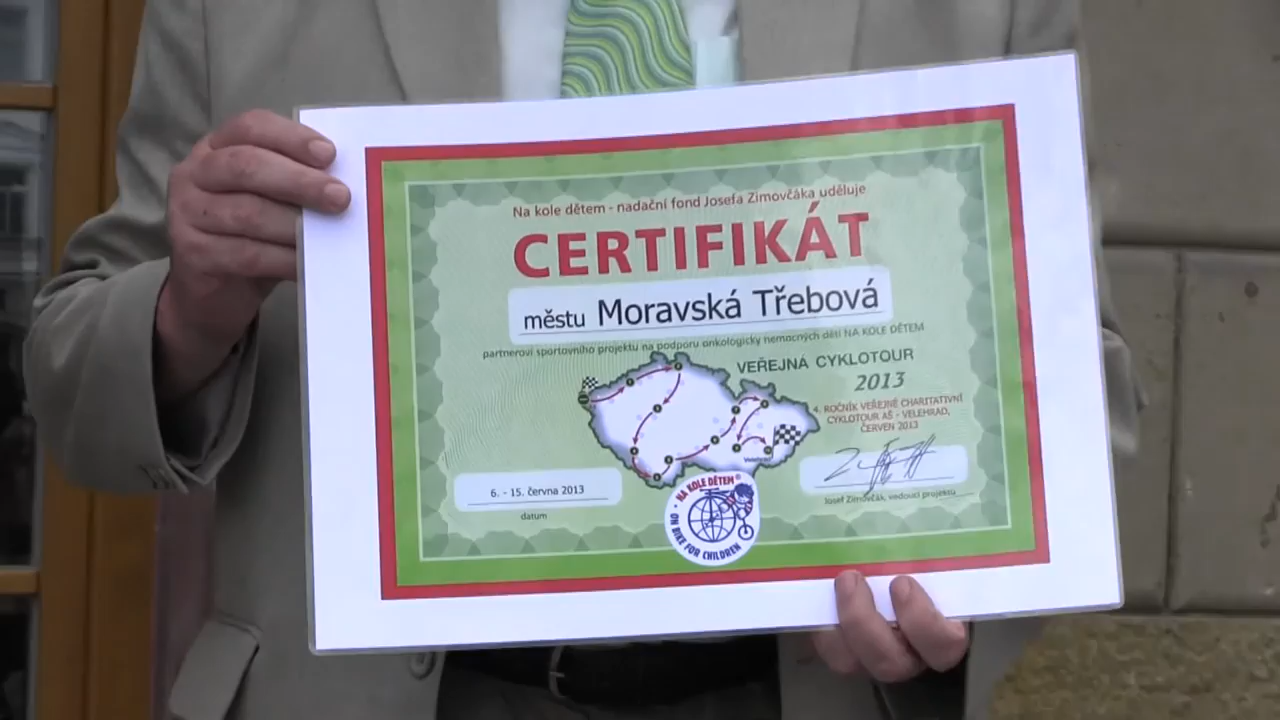 Na kole dětem - nadační fond Josefa Zimovčáka uděluje
CERTIFIKÁT
městu Moravská Třebová
partnerovi sportovního projektu na podporu onkologicky nemocných dětí NA KOLE DĚTEM
VEŘEJNÁ CYKLOTOUR
2013
4. ROČNÍK VEŘEJNÉ CHARITATIVNÍ
CYKLOTOUR AŠ - VELEHRAD,
ČERVEN 2013
Velehrad
6. - 15. června 2013
datum
Josef Zimovčák, vedoucí projektu
NA KOLE DĚTEM®
ON BIKE FOR CHILDREN